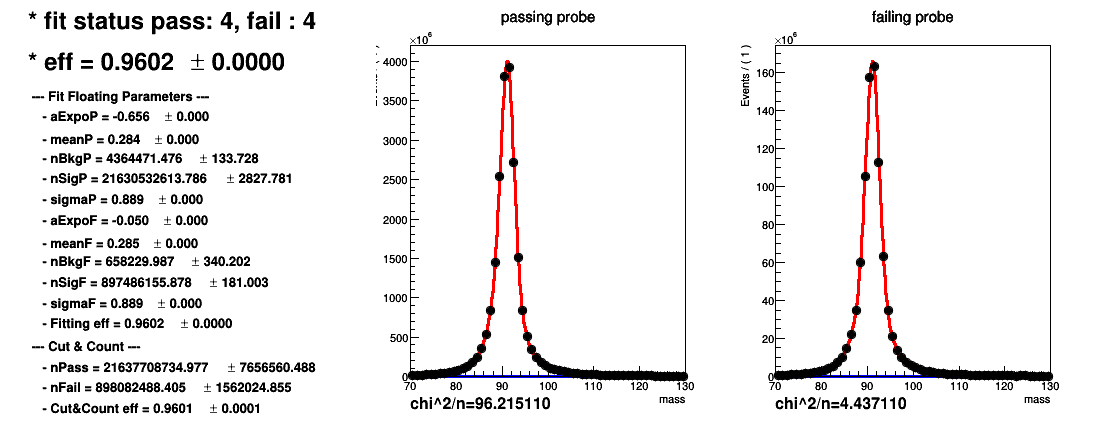 * fit status pass: 4, fail : 4
* eff = 0.9602 ± 0.0000
--- Fit Floating Parameters ---
- aExpoP = -0.656 ± 0.000
- meanP = 0.284 ± 0.000
- nBkgP = 4364471.476 ± 133.728
- nSigP = 21630532613.786 ± 2827.781
- sigmaP = 0.889 ± 0.000
- aExpoF = -0.050 ± 0.000
- meanF = 0.285 ± 0.000
- nBkgF = 658229.987 ± 340.202
- nSigF = 897486155.878 ± 181.003
- sigmaF = 0.889 ± 0.000
- Fitting eff = 0.9602 ± 0.0000
--- Cut & Count ---
- nPass = 21637708734.977 ± 7656560.488
- nFail = 898082488.405 ± 1562024.855
- Cut&Count eff = 0.9601 ± 0.0001
passing probe
×10⁶
4000
3500
3000
2500
2000
1500
1000
500
0
70 80 90 100 110 120 130
mass
chi^2/n=96.215110
failing probe
×10⁶
Events / ( 1 )
160
140
120
100
80
60
40
20
0
70 80 90 100 110 120 130
mass
chi^2/n=4.437110